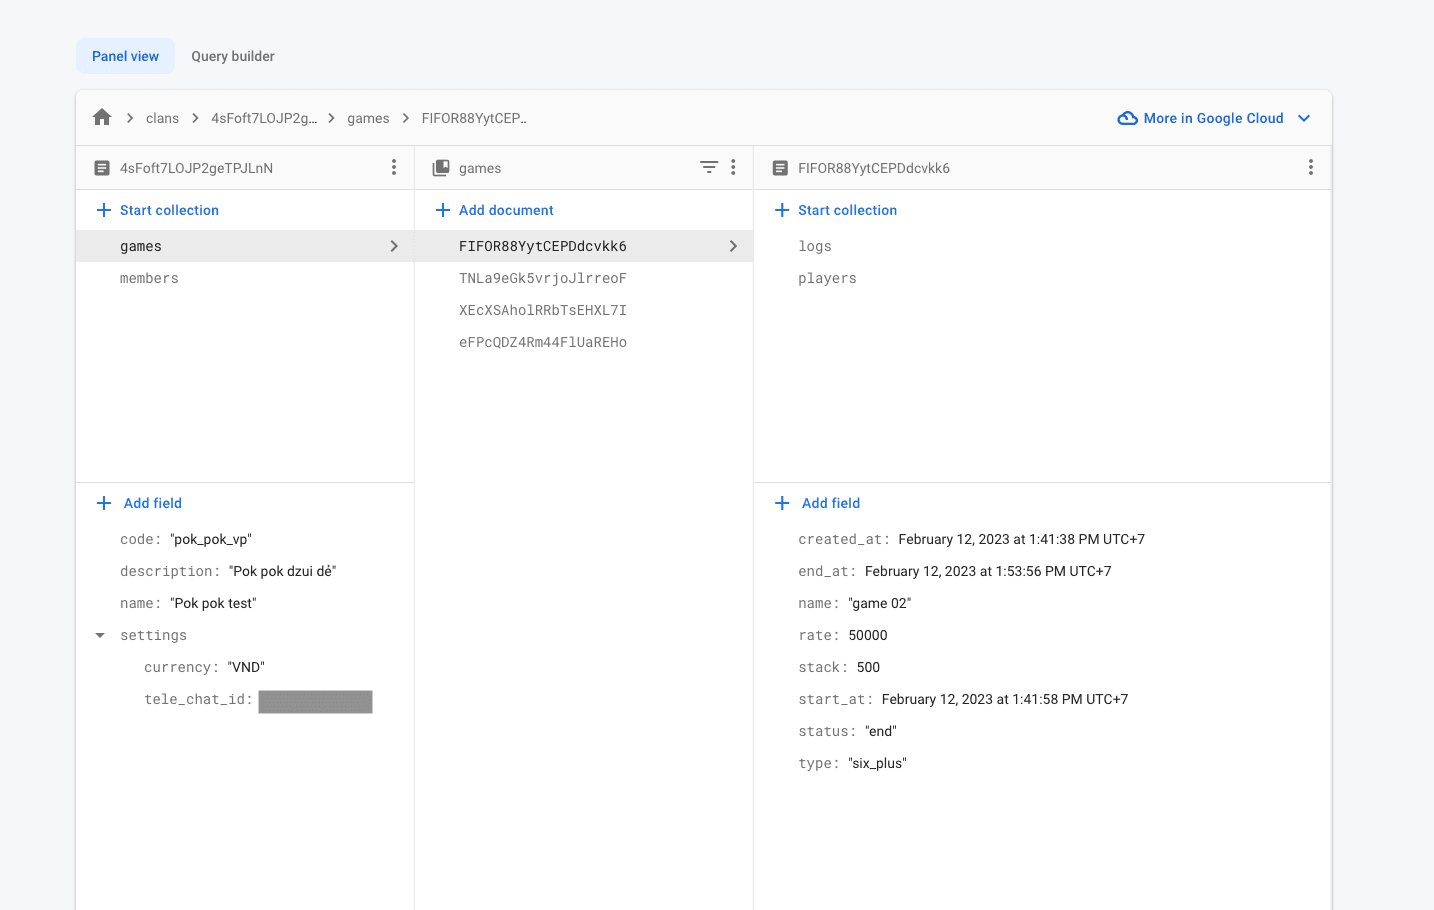 Panel view
Query builder
clans
4sFoft7LOJP2g...
games
FIFOR88YytCEP..
More in Google Cloud
4sFoft7LOJP2geTPJLnN
games
FIFOR88YytCEPDdcvkk6
Start collection
Add document
Start collection
games
members
FIFOR88YytCEPDdcvkk6
TNLa9eGk5vrjoJlrreoF
XEcXSAholRRbTsEHXL7I
eFPcQDZ4Rm44FlUaREHo
logs
players
Add field
code: "pok_pok_vp"
description: "Pok pok dzui dẻ"
name: "Pok pok test"
settings
currency: "VND"
tele_chat_id:
Add field
created_at: February 12, 2023 at 1:41:38 PM UTC+7
end_at: February 12, 2023 at 1:53:56 PM UTC+7
name: "game 02"
rate: 50000
stack: 500
start_at: February 12, 2023 at 1:41:58 PM UTC+7
status: "end"
type: "six_plus"